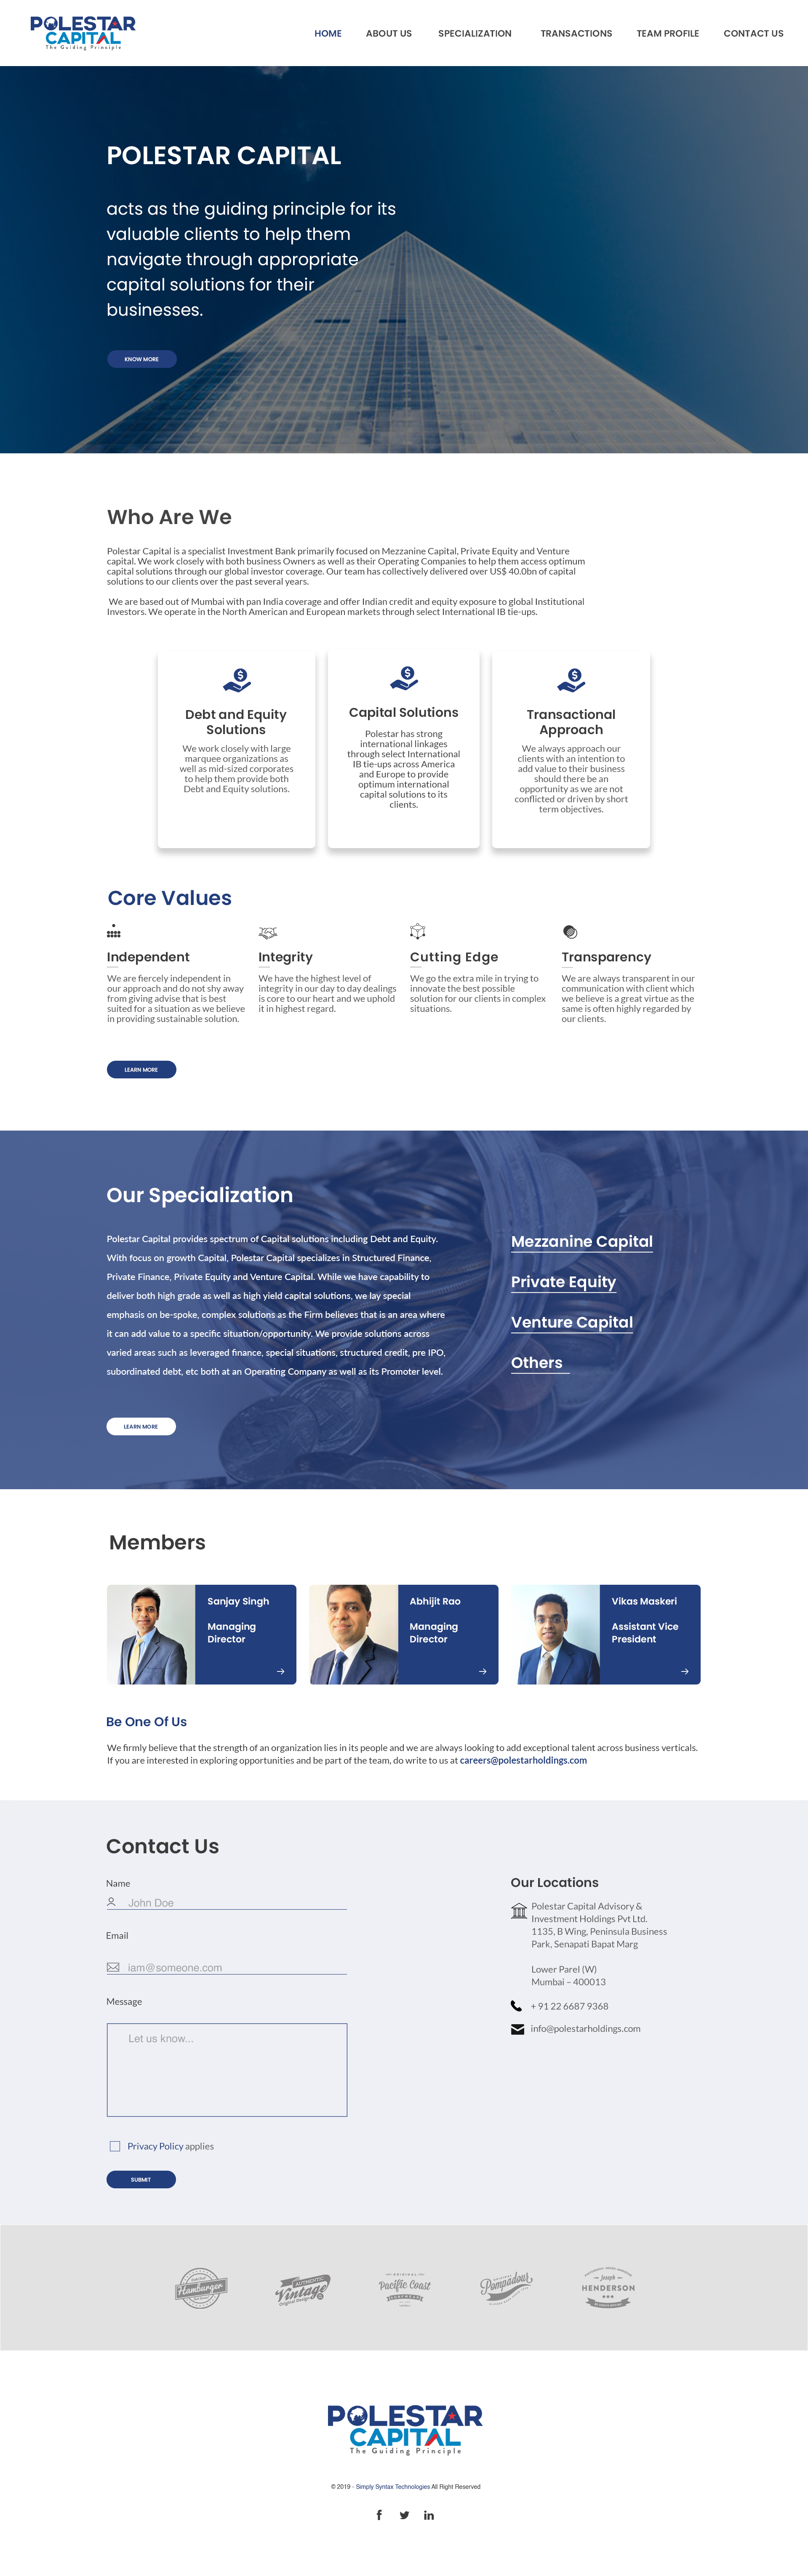 POLESTAR
CAPITAL
The Guiding Principle
HOME ABOUT US SPECIALIZATION TRANSACTIONS TEAM PROFILE CONTACT US
POLESTAR CAPITAL
acts as the guiding principle for its
valuable clients to help them
navigate through appropriate
capital solutions for their
businesses.
KNOW MORE
Who Are We
Polestar Capital is a specialist Investment Bank primarily focused on Mezzanine Capital, Private Equity and Venture
capital. We work closely with both business Owners as well as their Operating Companies to help them access optimum
capital solutions through our global investor coverage. Our team has collectively delivered over US$ 40.0bn of capital
solutions to our clients over the past several years.
We are based out of Mumbai with pan India coverage and offer Indian credit and equity exposure to global Institutional
Investors. We operate in the North American and European markets through select International IB tie-ups.
Debt and Equity
Solutions
We work closely with large
marquee organizations as
well as mid-sized corporates
to help them provide both
Debt and Equity solutions.
Capital Solutions
Polestar has strong
international linkages
through select International
IB tie-ups across America
and Europe to provide
optimum international
capital solutions to its
clients.
Transactional
Approach
We always approach our
clients with an intention to
add value to their business
should there be an
opportunity as we are not
conflicted or driven by short
term objectives.
Core Values
Independent
We are fiercely independent in
our approach and do not shy away
from giving advise that is best
suited for a situation as we believe
in providing sustainable solution.
Integrity
We have the highest level of
integrity in our day to day dealings
is core to our heart and we uphold
it in highest regard.
Cutting Edge
We go the extra mile in trying to
innovate the best possible
solution for our clients in complex
situations.
Transparency
We are always transparent in our
communication with client which
we believe is a great virtue as the
same is often highly regarded by
our clients.
LEARN MORE
Our Specialization
Polestar Capital provides spectrum of Capital solutions including Debt and Equity.
With focus on growth Capital, Polestar Capital specializes in Structured Finance,
Private Finance, Private Equity and Venture Capital. While we have capability to
deliver both high grade as well as high yield capital solutions, we lay special
emphasis on be-spoke, complex solutions as the Firm believes that is an area where
it can add value to a specific situation/opportunity. We provide solutions across
varied areas such as leveraged finance, special situations, structured credit, pre IPO,
subordinated debt, etc both at an Operating Company as well as its Promoter level.
LEARN MORE
Mezzanine Capital
Private Equity
Venture Capital
Others
Members
Sanjay Singh
Managing
Director
Abhijit Rao
Managing
Director
Vikas Maskeri
Assistant Vice
President
Be One Of Us
We firmly believe that the strength of an organization lies in its people and we are always looking to add exceptional talent across business verticals.
If you are interested in exploring opportunities and be part of the team, do write to us at careers@polestarholdings.com
Contact Us
Name
John Doe
Email
iam@someone.com
Message
Let us know...
Privacy Policy applies
SUBMIT
Our Locations
Polestar Capital Advisory &
Investment Holdings Pvt Ltd.
1135, B Wing, Peninsula Business
Park, Senapati Bapat Marg
Lower Parel (W)
Mumbai – 400013
+ 91 22 6687 9368
info@polestarholdings.com
Hamburger
AUTHENTIC
Vintage
Original Design
ORIGINAL
Pacific Coast
Pompadour
Joseph
HENDERSON
POLESTAR
CAPITAL
The Guiding Principle
© 2019 - Simply Syntax Technologies All Right Reserved